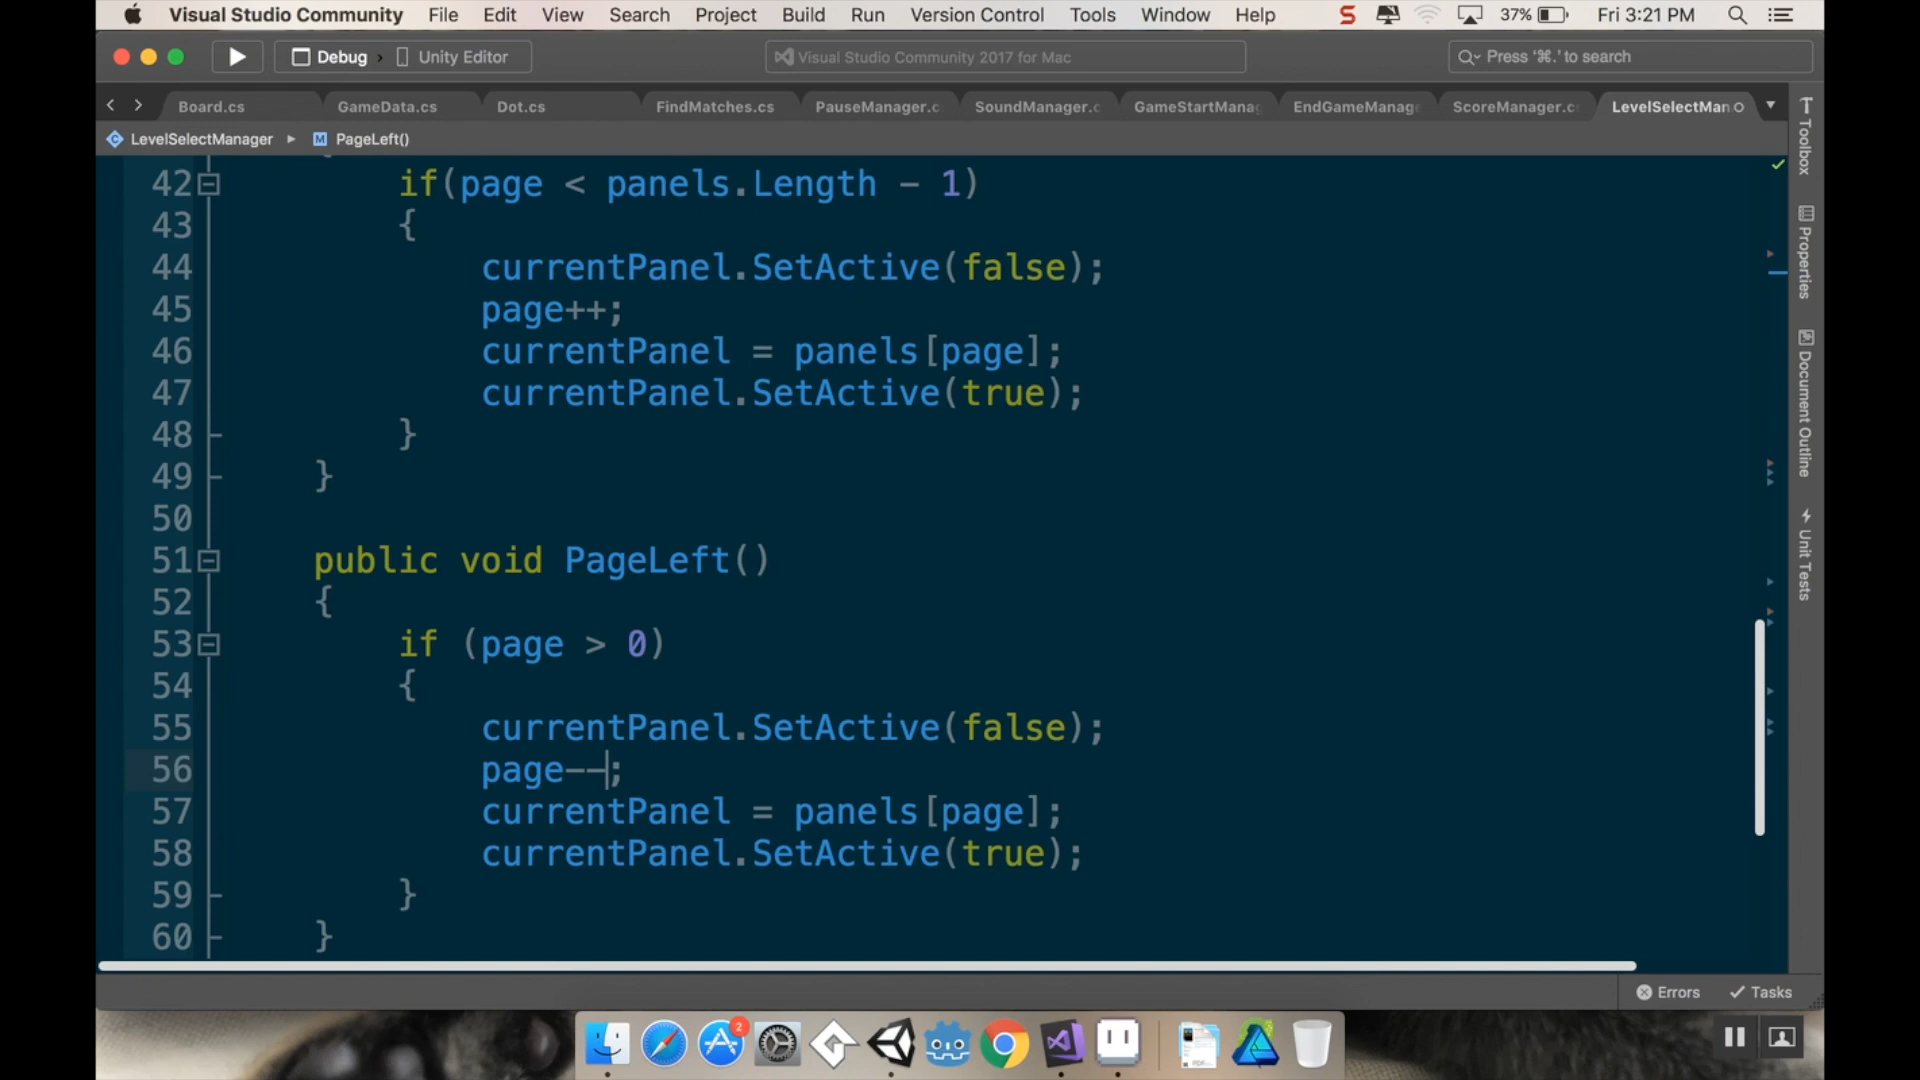 Visual Studio Community File Edit View Search Project Build Run Version Control Tools Window Help S 37% Fri 3:21 PM
Debug Unity Editor Visual Studio Community 2017 for Mac Press '⌘.' to search
Board.cs GameData.cs Dot.cs FindMatches.cs PauseManager.c SoundManager.c GameStartMana EndGameManag ScoreManager.c LevelSelectMan
LevelSelectManager M PageLeft()
42 if(page < panels.Length - 1)
43 {
44 currentPanel.SetActive(false);
45 page++;
46 currentPanel = panels[page];
47 currentPanel.SetActive(true);
48 }
49 }
50
51 public void PageLeft()
52 {
53 if (page > 0)
54 {
55 currentPanel.SetActive(false);
56 page--;
57 currentPanel = panels[page];
58 currentPanel.SetActive(true);
59 }
60 }
Toolbox
Properties
Document Outline
Unit Tests
Errors Tasks
2
PDF